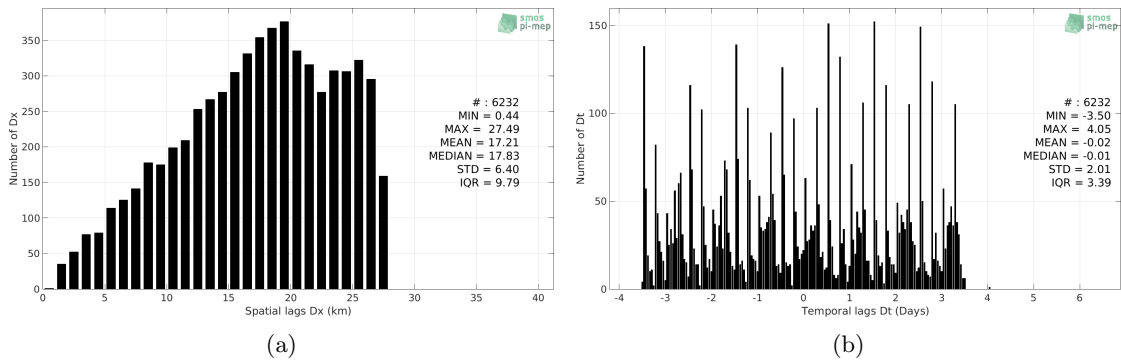 smos
pi-mep
350
300
250
200
150
100
50
0
Number of Dx
# : 6232
MIN = 0.44
MAX = 27.49
MEAN = 17.21
MEDIAN = 17.83
STD = 6.40
IQR = 9.79
0 5 10 15 20 25 30 35 40
Spatial lags Dx (km)
(a)
smos
pi-mep
150
100
50
0
Number of Dt
# : 6232
MIN = -3.50
MAX = 4.05
MEAN = -0.02
MEDIAN = -0.01
STD = 2.01
IQR = 3.39
-4 -3 -2 -1 0 1 2 3 4 5 6
Temporal lags Dt (Days)
(b)